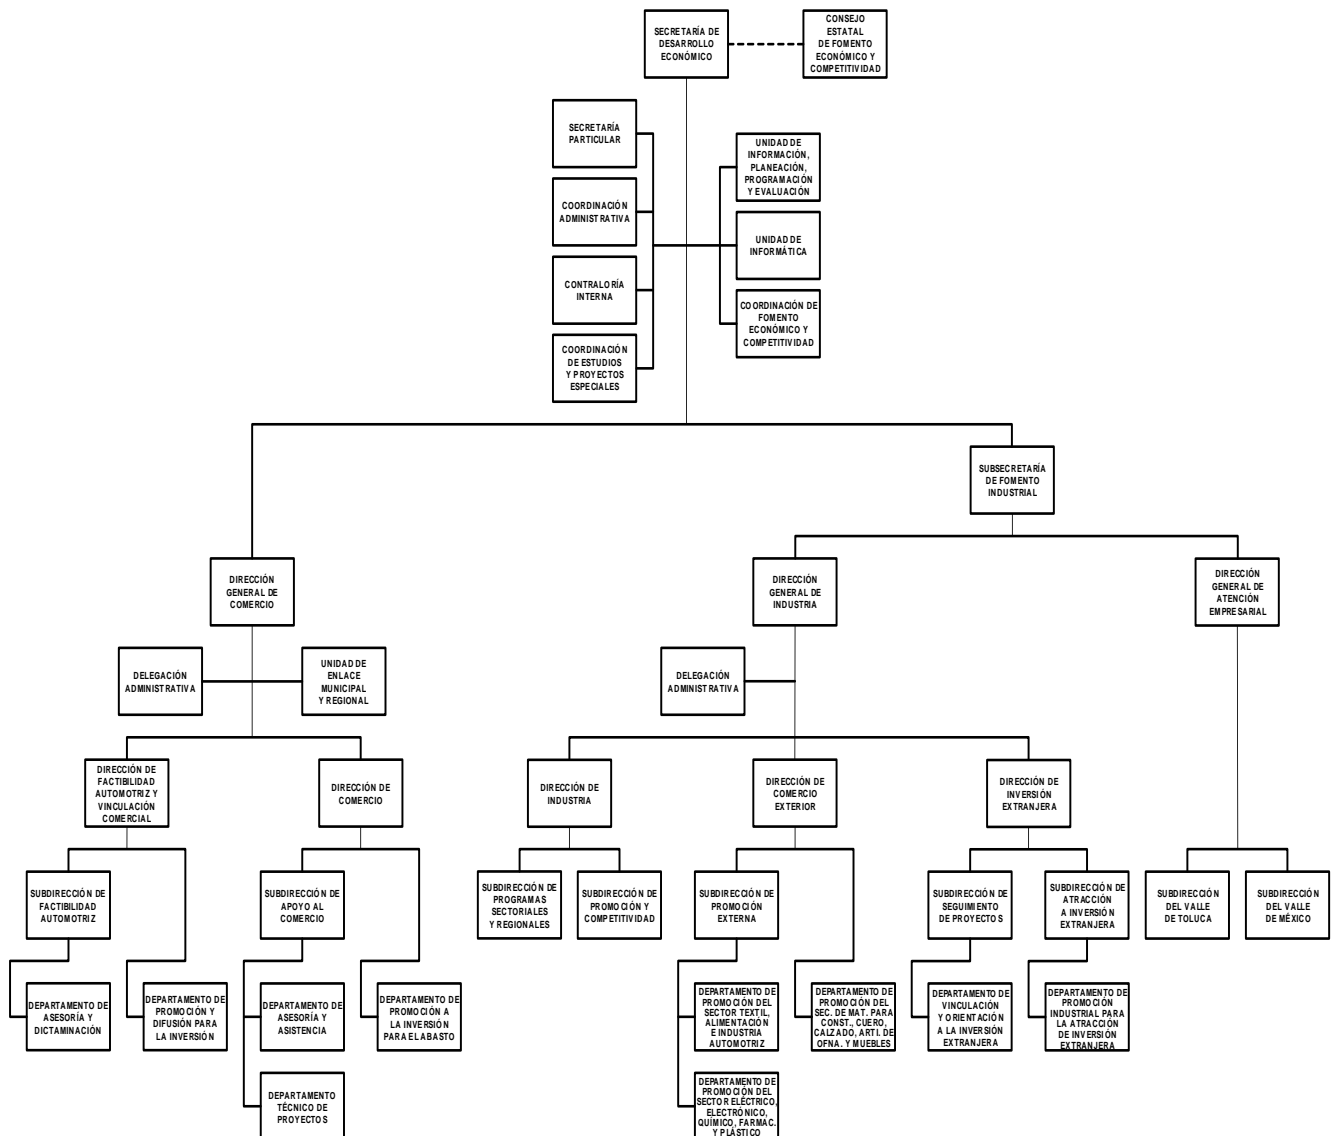 SECRETARÍA DE
DESARROLLO
ECONÓMICO
CONSEJO
ESTATAL
DE FOMENTO
ECONÓMICO Y
COMPETITIVIDAD
SECRETARÍA
PARTICULAR
UNIDAD DE
INFORMACIÓN,
PLANEACIÓN,
PROGRAMACIÓN
Y EVALUACIÓN
COORDINACIÓN
ADMINISTRATIVA
UNIDAD DE
INFORMÁTICA
CONTRALORÍA
INTERNA
COORDINACIÓN DE
FOMENTO
ECONÓMICO Y
COMPETITIVIDAD
COORDINACIÓN
DE ESTUDIOS
Y PROYECTOS
ESPECIALES
SUBSECRETARÍA
DE FOMENTO
INDUSTRIAL
DIRECCIÓN
GENERAL DE
COMERCIO
DIRECCIÓN
GENERAL DE
INDUSTRIA
DIRECCIÓN
GENERAL DE
ATENCIÓN
EMPRESARIAL
DELEGACIÓN
ADMINISTRATIVA
UNIDAD DE
ENLACE
MUNICIPAL
Y REGIONAL
DELEGACIÓN
ADMINISTRATIVA
DIRECCIÓN DE
FACTIBILIDAD
AUTOMOTRIZ Y
VINCULACIÓN
COMERCIAL
DIRECCIÓN DE
COMERCIO
DIRECCIÓN DE
INDUSTRIA
DIRECCIÓN DE
COMERCIO
EXTERIOR
DIRECCIÓN DE
INVERSIÓN
EXTRANJERA
SUBDIRECCIÓN DE
FACTIBILIDAD
AUTOMOTRIZ
SUBDIRECCIÓN DE
APOYO AL
COMERCIO
SUBDIRECCIÓN DE
PROGRAMAS
SECTORIALES
Y REGIONALES
SUBDIRECCIÓN DE
PROMOCIÓN Y
COMPETITIVIDAD
SUBDIRECCIÓN DE
PROMOCIÓN
EXTERNA
SUBDIRECCIÓN DE
SEGUIMIENTO
DE PROYECTOS
SUBDIRECCIÓN DE
ATRACCIÓN
A INVERSIÓN
EXTRANJERA
SUBDIRECCIÓN
DEL VALLE
DE TOLUCA
SUBDIRECCIÓN
DEL VALLE
DE MÉXICO
DEPARTAMENTO DE
ASESORÍA Y
DICTAMINACIÓN
DEPARTAMENTO DE
PROMOCIÓN Y
DIFUSIÓN PARA
LA INVERSIÓN
DEPARTAMENTO DE
ASESORÍA Y
ASISTENCIA
DEPARTAMENTO DE
PROMOCIÓN A
LA INVERSIÓN
PARA EL ABASTO
DEPARTAMENTO DE
PROMOCIÓN DEL
SECTOR TEXTIL,
ALIMENTACIÓN
E INDUSTRIA
AUTOMOTRIZ
DEPARTAMENTO DE
PROMOCIÓN DEL
SEC. DE MAT. PARA
CONST., CUERO,
CALZADO, ARTI. DE
OFNA. Y MUEBLES
DEPARTAMENTO DE
VINCULACIÓN
Y ORIENTACIÓN
A LA INVERSIÓN
EXTRANJERA
DEPARTAMENTO DE
PROMOCIÓN
INDUSTRIAL PARA
LA ATRACCIÓN
DE INVERSIÓN
EXTRANJERA
DEPARTAMENTO
TÉCNICO DE
PROYECTOS
DEPARTAMENTO DE
PROMOCIÓN DEL
SECTOR ELÉCTRICO,
ELECTRÓNICO,
QUÍMICO, FARMAC.
Y PLÁSTICO